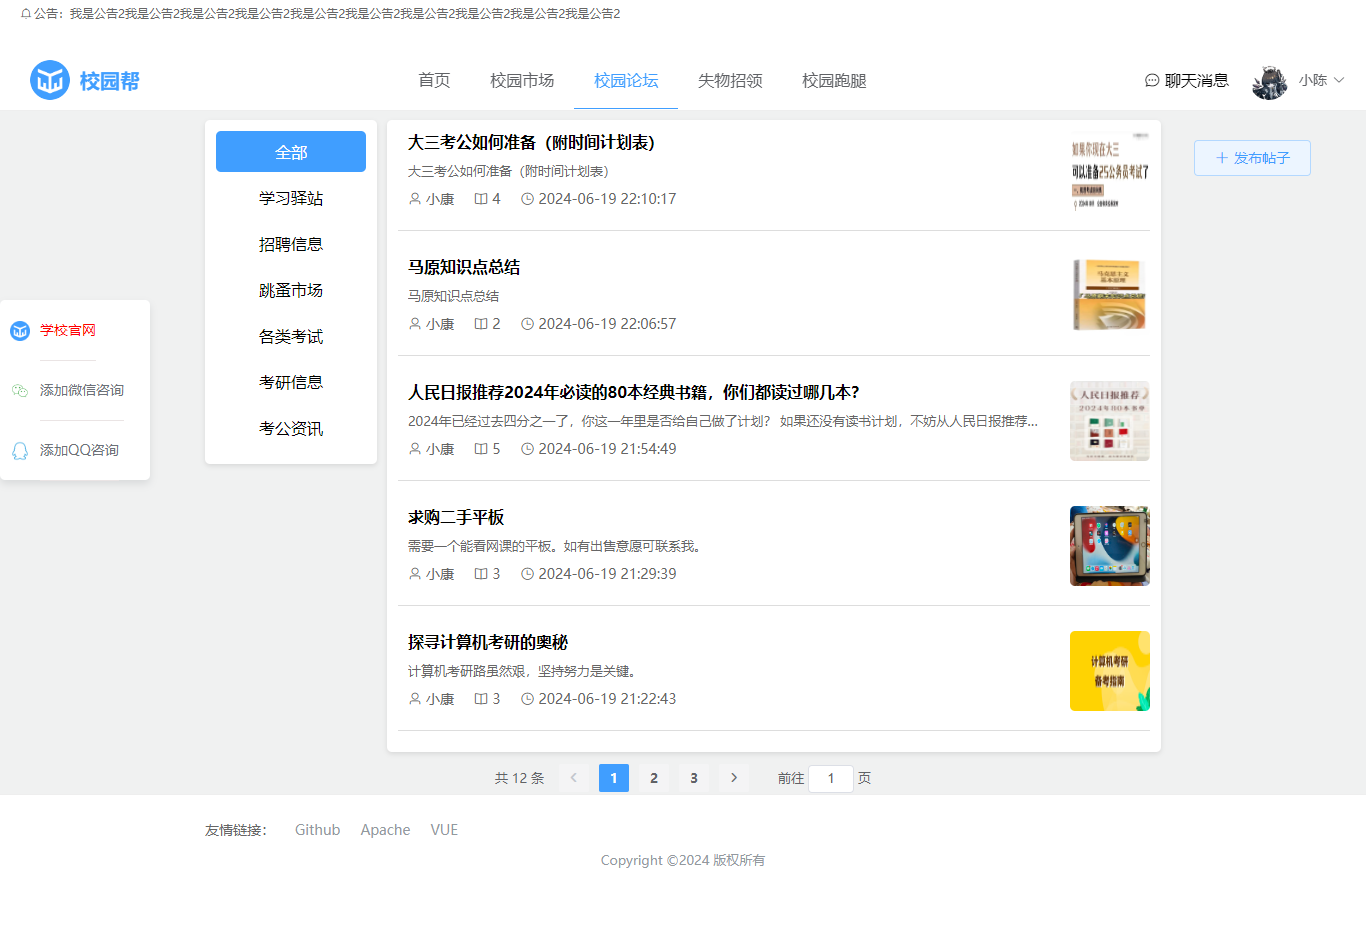 公告：我是公告2我是公告2我是公告2我是公告2我是公告2我是公告2我是公告2我是公告2我是公告2我是公告2
校园帮
首页
校园市场
校园论坛
失物招领
校园跑腿
聊天消息
小陈
全部
学习驿站
招聘信息
跳蚤市场
各类考试
考研信息
考公资讯
学校官网
添加微信咨询
添加QQ咨询
大三考公如何准备（附时间计划表）
大三考公如何准备（附时间计划表）
小康 4 2024-06-19 22:10:17
如果你现在大三
可以准备25公务员考试了
马原知识点总结
马原知识点总结
小康 2 2024-06-19 22:06:57
马克思主义
基本原理
人民日报推荐2024年必读的80本经典书籍，你们都读过哪几本？
2024年已经过去四分之一了，你这一年里是否给自己做了计划？ 如果还没有读书计划，不妨从人民日报推荐...
小康 5 2024-06-19 21:54:49
人民日报推荐
2024年80本书单
求购二手平板
需要一个能看网课的平板。如有出售意愿可联系我。
小康 3 2024-06-19 21:29:39
探寻计算机考研的奥秘
计算机考研路虽然艰，坚持努力是关键。
小康 3 2024-06-19 21:22:43
计算机考研
备考指南
发布帖子
共 12 条 1 2 3 前往 1 页
友情链接： Github Apache VUE
Copyright ©2024 版权所有